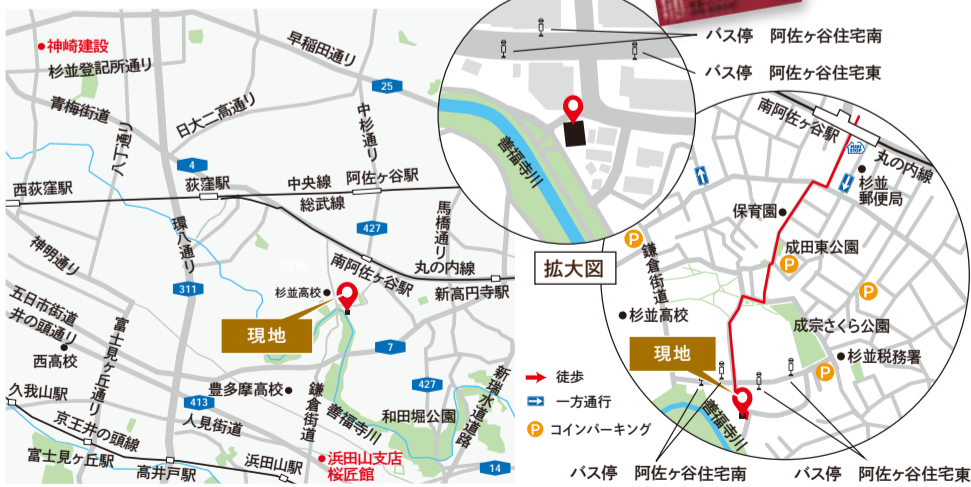 神崎建設
杉並登記所通り
早稲田通り
25
青梅街道
八丁通り
日大二高通り
中杉通り
4
西荻窪駅
荻窪駅
中央線
総武線
阿佐ヶ谷駅
427
馬橋通り
環八通り
神明通り
南阿佐ヶ谷駅
丸の内線
新高円寺駅
311
杉並高校
現地
五日市街道
井の頭通り
富士見ヶ丘通り
西高校
7
427
豊多摩高校
413
人見街道
鎌倉街道
善福寺川
和田堀公園
新瑞水道道路
久我山駅
京王井の頭線
富士見ヶ丘駅
高井戸駅
浜田山駅
浜田山支店
桜匠館
14
バス停 阿佐ヶ谷住宅南
バス停 阿佐ヶ谷住宅東
善福寺川
拡大図
南阿佐ヶ谷駅
丸の内線
杉並
郵便局
保育園
成田東公園
P
P
P
P
鎌倉街道
杉並高校
成宗さくら公園
杉並税務署
現地
善福寺川
バス停 阿佐ヶ谷住宅南
バス停 阿佐ヶ谷住宅東
徒歩
一方通行
P コインパーキング